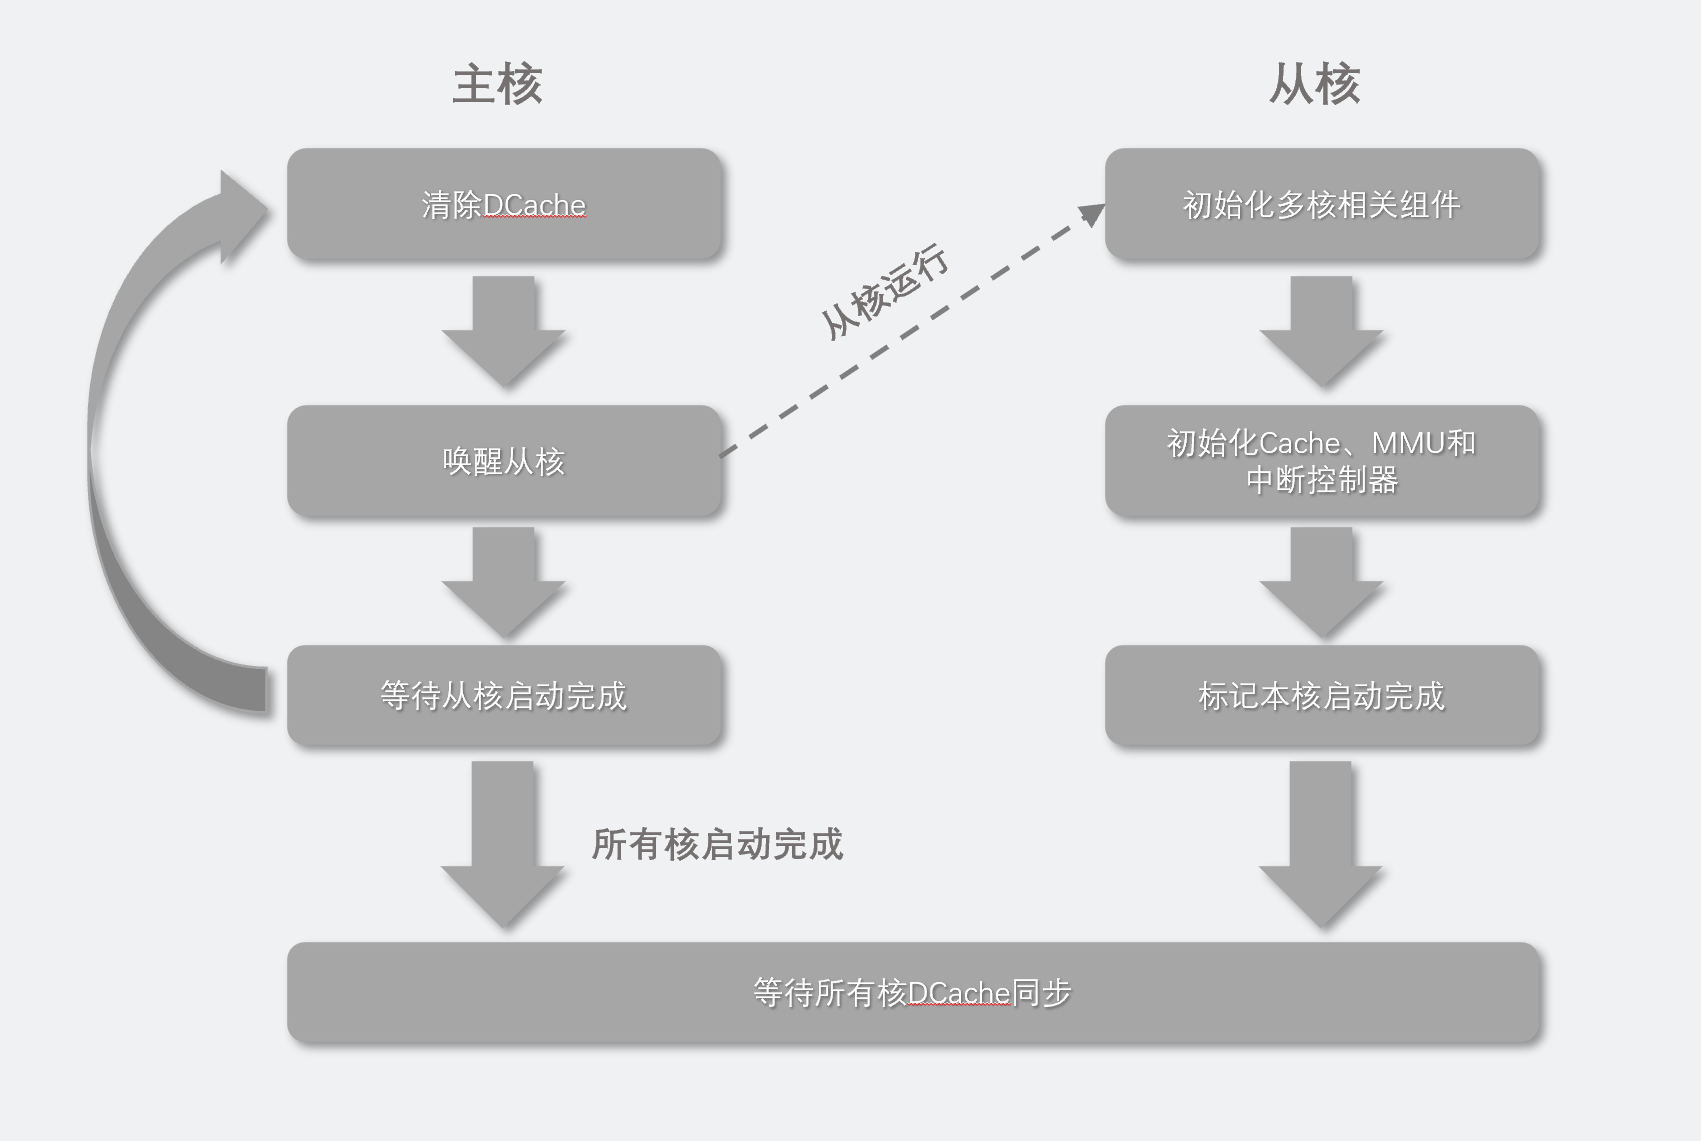 主核
从核
清除DCache
初始化多核相关组件
从核运行
唤醒从核
初始化Cache、MMU和
中断控制器
等待从核启动完成
标记本核启动完成
所有核启动完成
等待所有核DCache同步